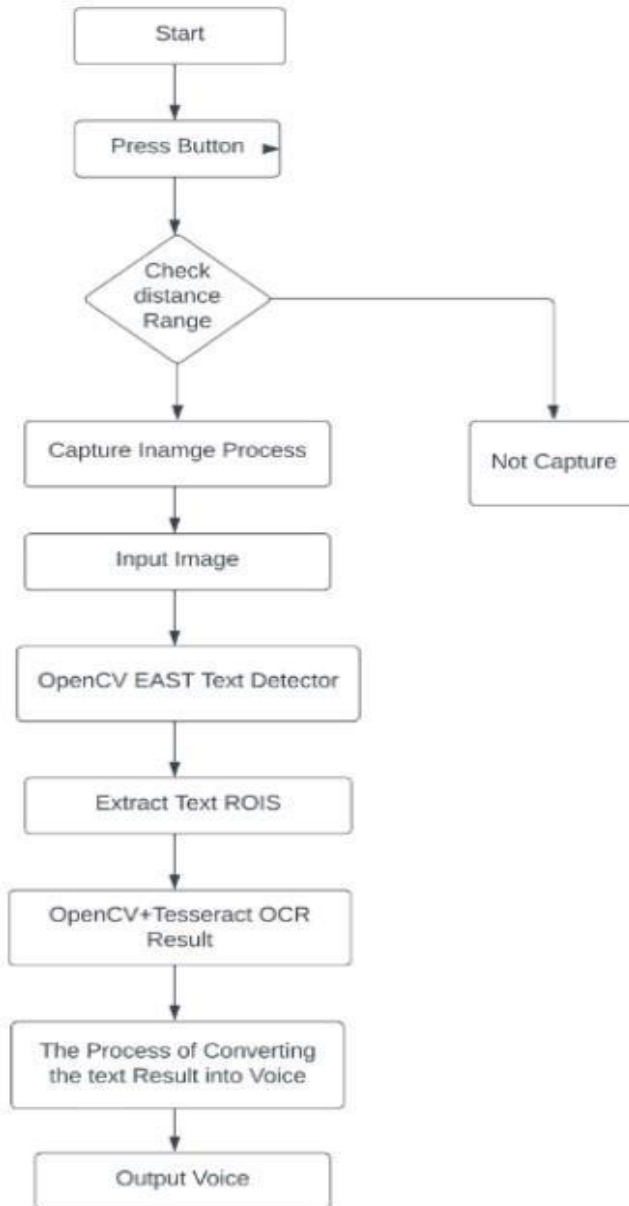 Start
Press Button
Check
distance
Range
Capture Inamge Process
Not Capture
Input Image
OpenCV EAST Text Detector
Extract Text ROIS
OpenCV+Tesseract OCR
Result
The Process of Converting
the text Result into Voice
Output Voice